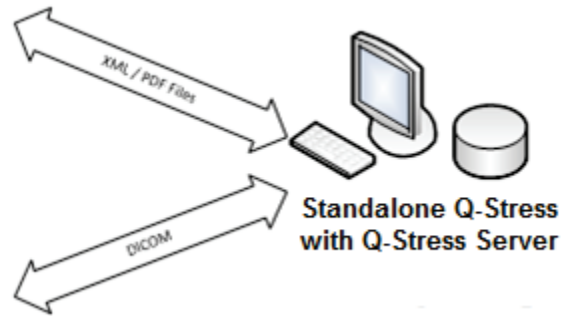 XML / PDF Files
DICOM
Standalone Q-Stress
with Q-Stress Server